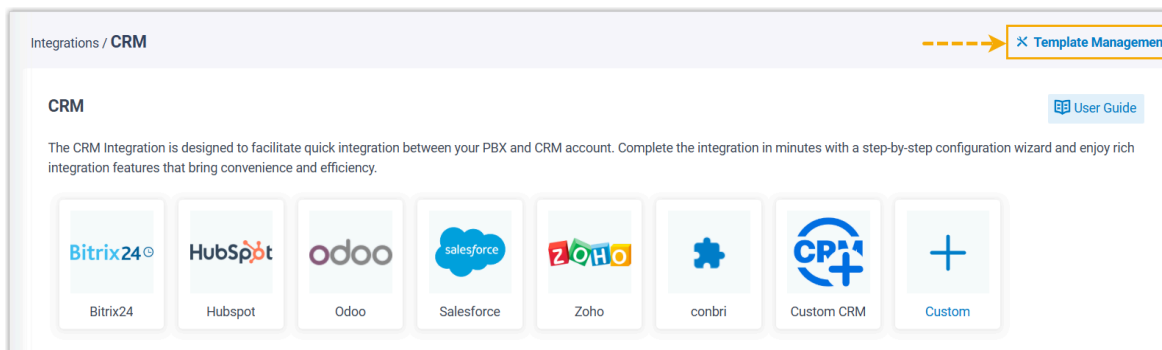 Integrations / CRM
Template Managemen
CRM
User Guide
The CRM Integration is designed to facilitate quick integration between your PBX and CRM account. Complete the integration in minutes with a step-by-step configuration wizard and enjoy rich
integration features that bring convenience and efficiency.
Bitrix24
HubSpot
odoo
salesforce
ZOHO
CRM
Bitrix24
Hubspot
Odoo
Salesforce
Zoho
conbri
Custom CRM
Custom